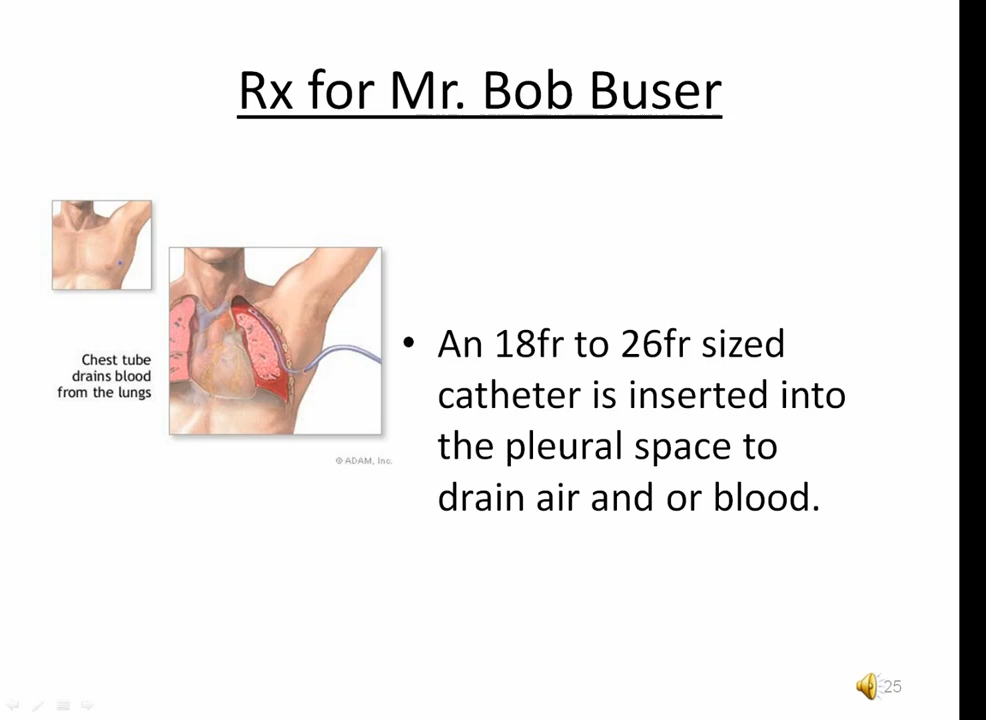 Rx for Mr. Bob Buser
Chest tube
drains blood
from the lungs
© ADAM, Inc.
• An 18fr to 26fr sized
catheter is inserted into
the pleural space to
drain air and or blood.
25